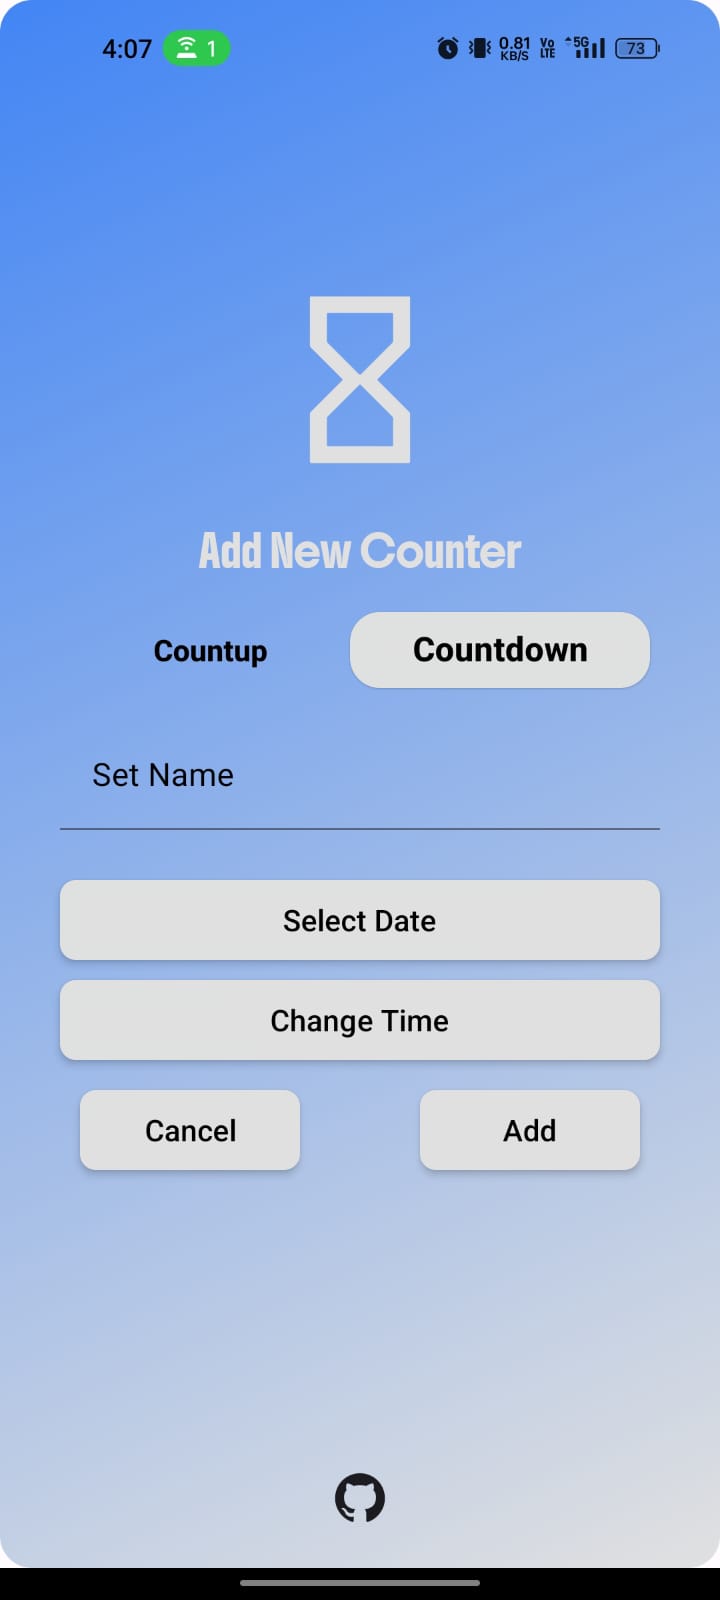 4:07 1 0.81 KB/S Vo LTE 5G 73
Add New Counter
Countup Countdown
Set Name
Select Date
Change Time
Cancel Add